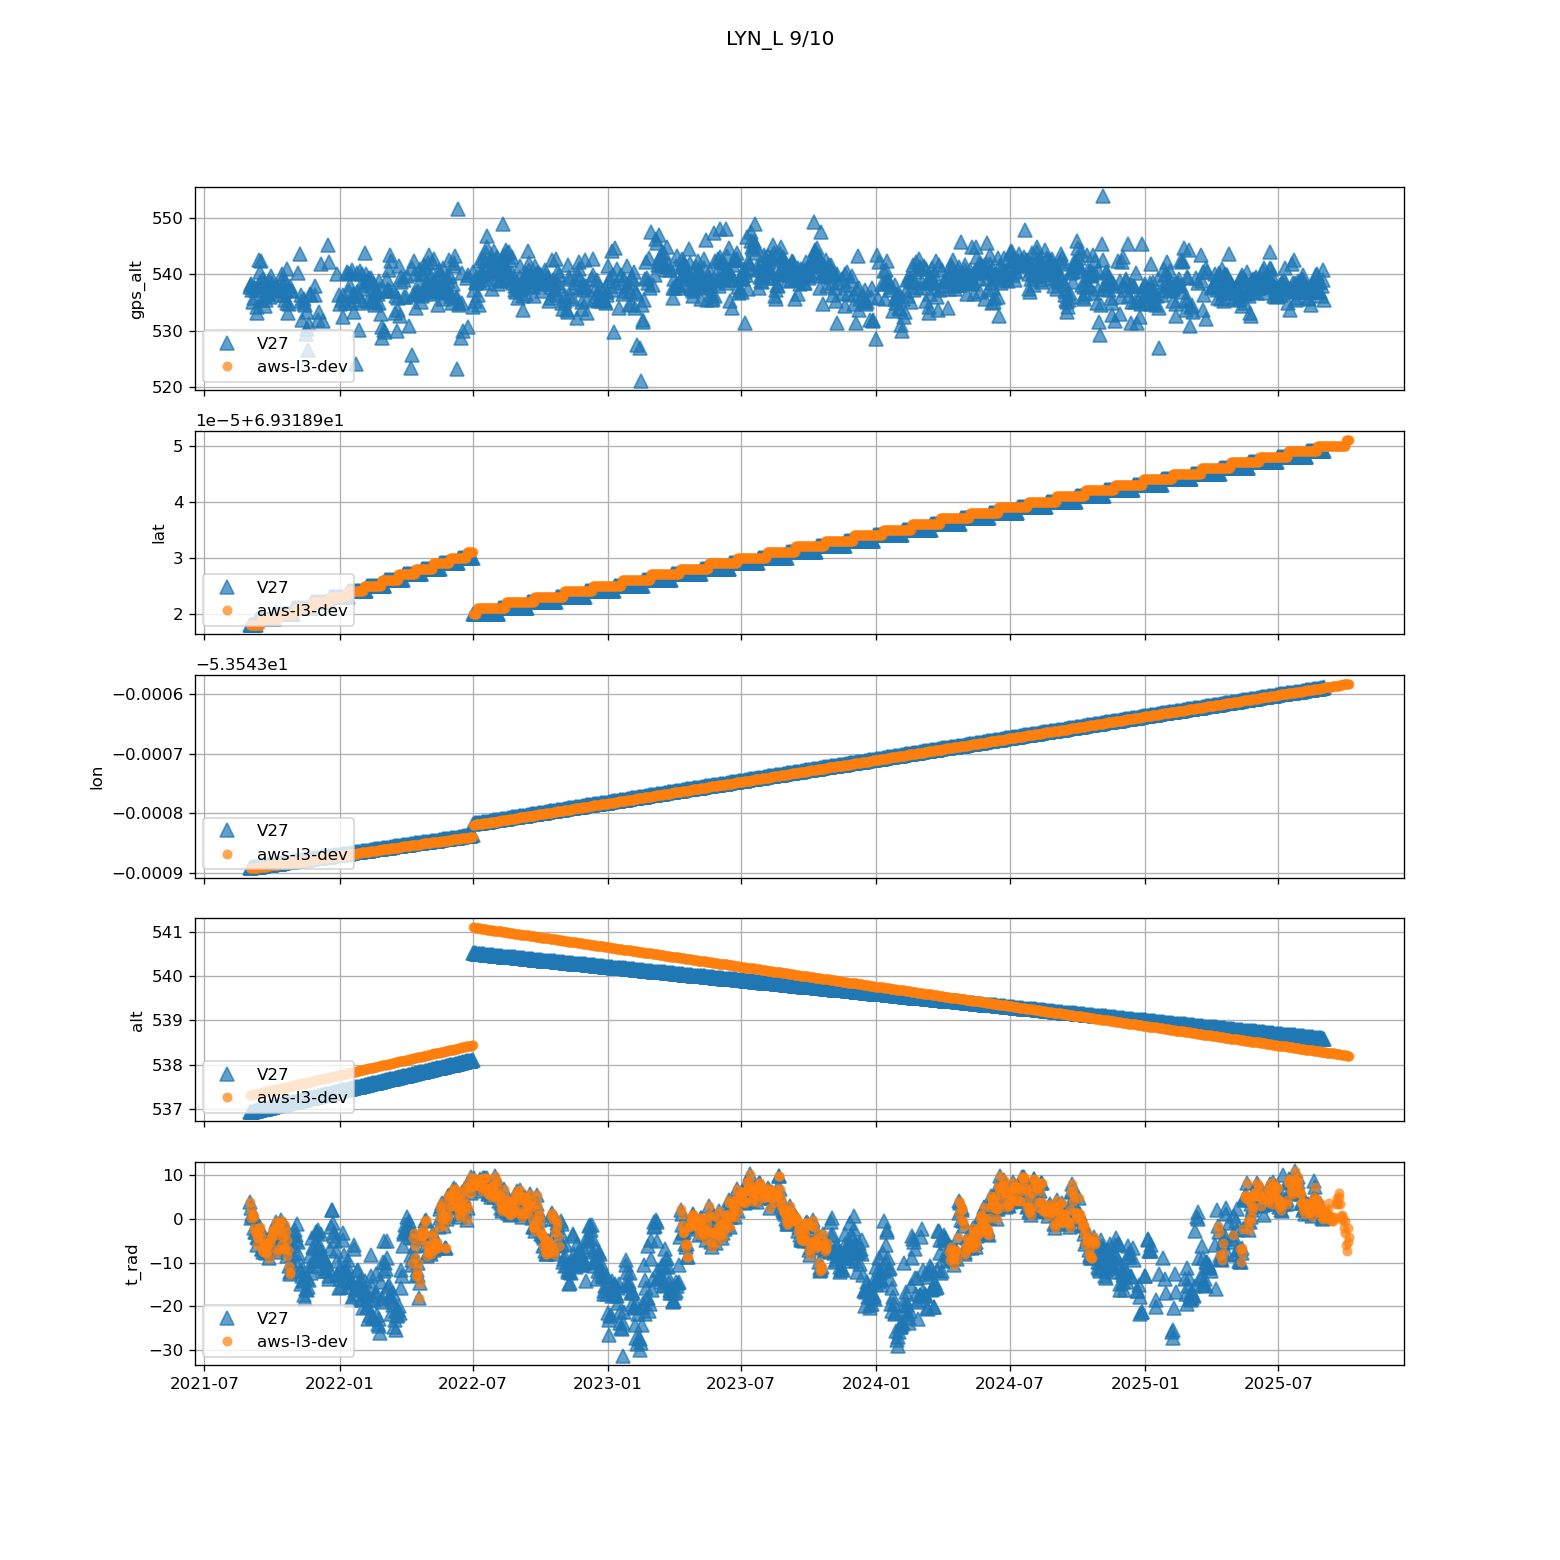 LYN_L 9/10
550
540
530
520
gps_alt
V27
aws-l3-dev
1e−5+6.93189e1
5
4
3
2
lat
V27
aws-l3-dev
−5.3543e1
−0.0006
−0.0007
−0.0008
−0.0009
lon
V27
aws-l3-dev
541
540
539
538
537
alt
V27
aws-l3-dev
10
0
−10
−20
−30
t_rad
V27
aws-l3-dev
2021-07 2022-01 2022-07 2023-01 2023-07 2024-01 2024-07 2025-01 2025-07